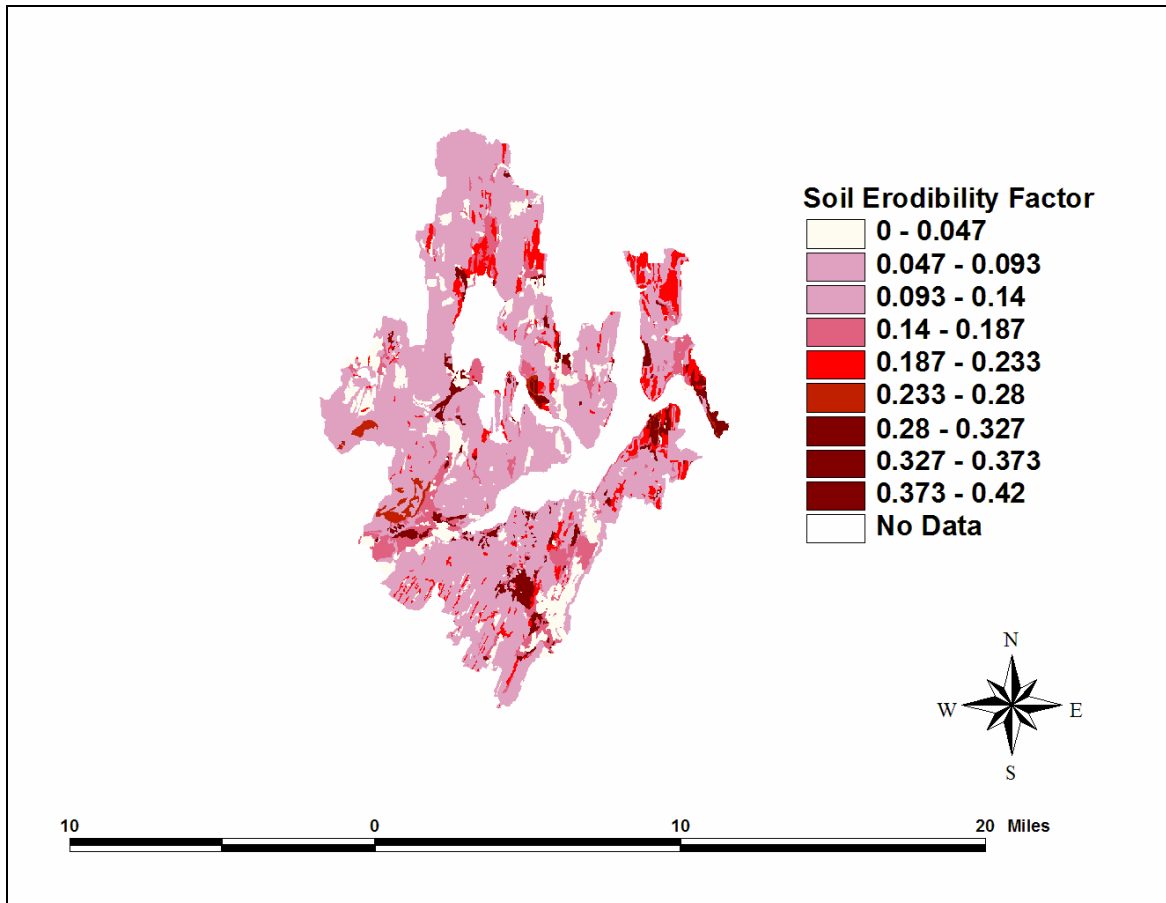 Soil Erodibility Factor
0 - 0.047
0.047 - 0.093
0.093 - 0.14
0.14 - 0.187
0.187 - 0.233
0.233 - 0.28
0.28 - 0.327
0.327 - 0.373
0.373 - 0.42
No Data
N
W E
S
10 0 10 20 Miles